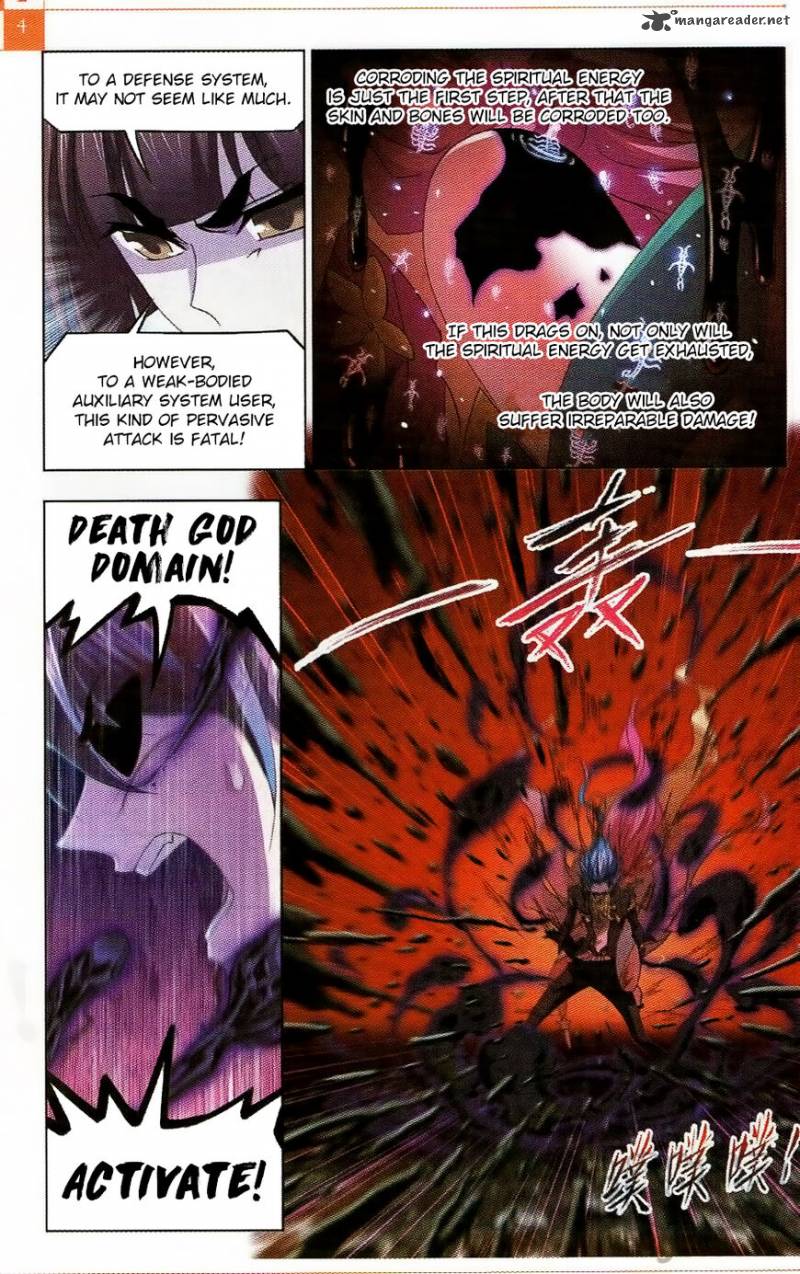 4
mangareader.net
TO A DEFENSE SYSTEM,
IT MAY NOT SEEM LIKE MUCH.
CORRODING THE SPIRITUAL ENERGY
IS JUST THE FIRST STEP, AFTER THAT THE
SKIN AND BONES WILL BE CORRODED TOO.
IF THIS DRAGS ON, NOT ONLY WILL
THE SPIRITUAL ENERGY GET EXHAUSTED,
THE BODY WILL ALSO
SUFFER IRREPARABLE DAMAGE!
HOWEVER,
TO A WEAK-BODIED
AUXILIARY SYSTEM USER,
THIS KIND OF PERVASIVE
ATTACK IS FATAL!
DEATH GOD
DOMAIN!
轰
ACTIVATE!
噗噗噗!